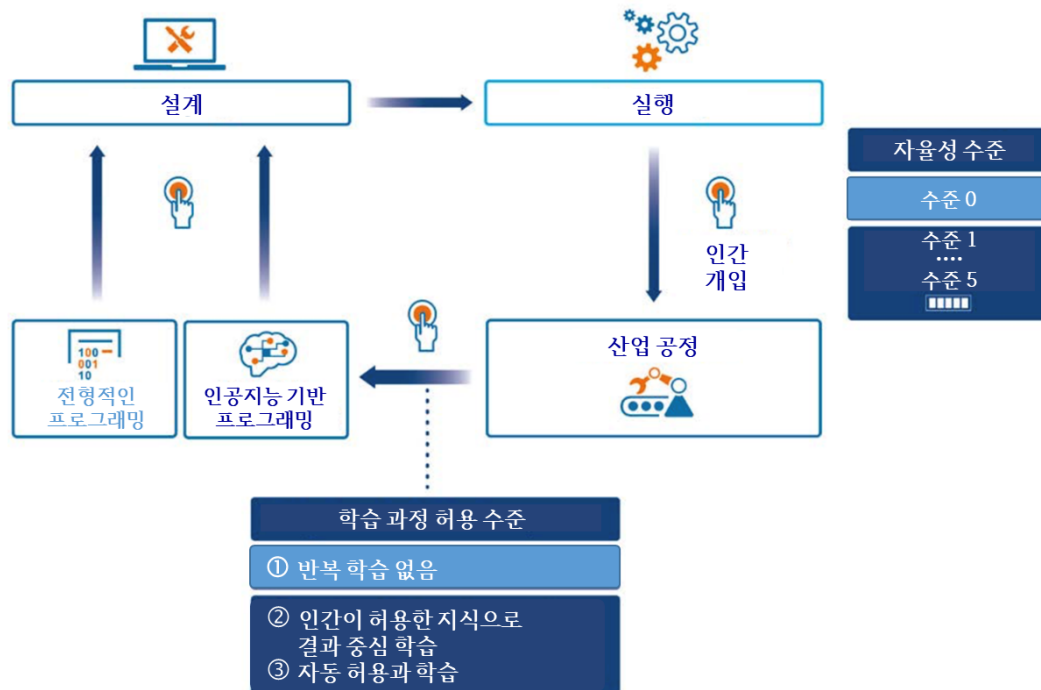 설계
실행
자율성 수준
수준 0
수준 1
....
수준 5
인간
개입
산업 공정
100
001
10
전형적인
프로그래밍
인공지능 기반
프로그래밍
학습 과정 허용 수준
① 반복 학습 없음
② 인간이 허용한 지식으로
결과 중심 학습
③ 자동 허용과 학습